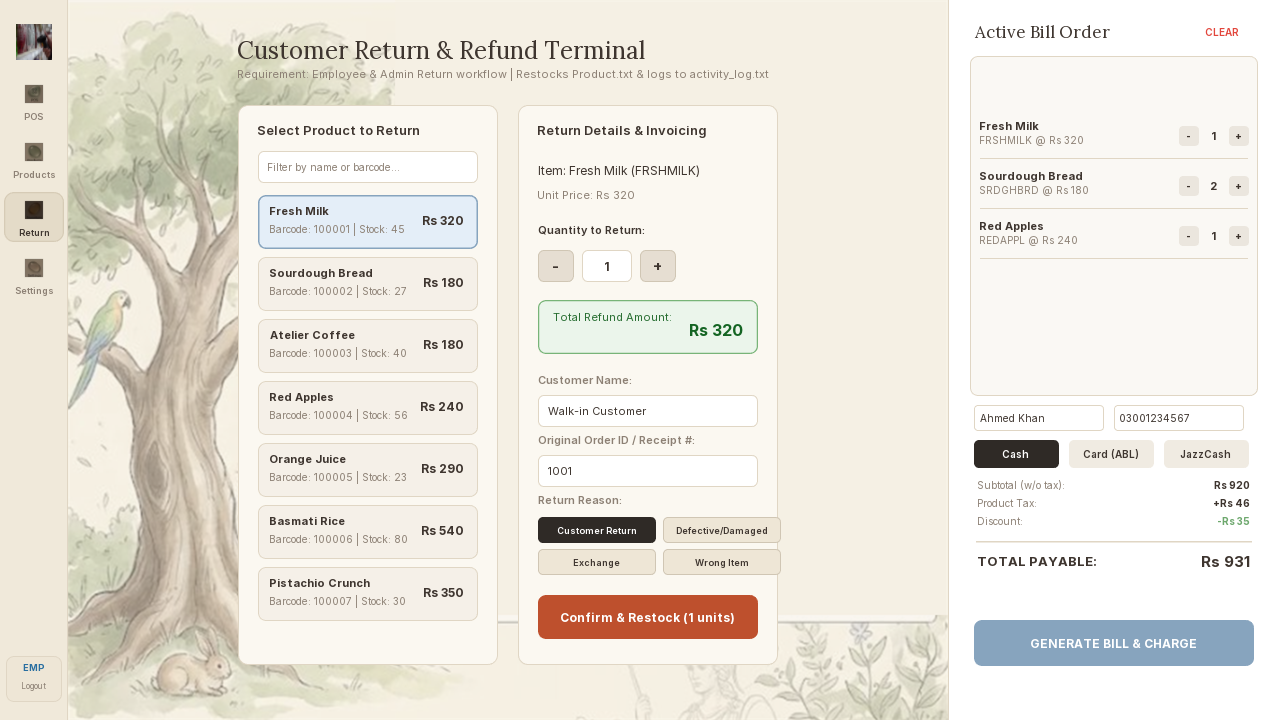 POS
Products
Return
Settings
EMP
Logout
Customer Return & Refund Terminal
Requirement: Employee & Admin Return workflow | Restocks Product.txt & logs to activity_log.txt
Select Product to Return
Filter by name or barcode...
Fresh Milk
Barcode: 100001 | Stock: 45
Rs 320
Sourdough Bread
Barcode: 100002 | Stock: 27
Rs 180
Atelier Coffee
Barcode: 100003 | Stock: 40
Rs 180
Red Apples
Barcode: 100004 | Stock: 56
Rs 240
Orange Juice
Barcode: 100005 | Stock: 23
Rs 290
Basmati Rice
Barcode: 100006 | Stock: 80
Rs 540
Pistachio Crunch
Barcode: 100007 | Stock: 30
Rs 350
Return Details & Invoicing
Item: Fresh Milk (FRSHMILK)
Unit Price: Rs 320
Quantity to Return:
- 1 +
Total Refund Amount:
Rs 320
Customer Name:
Walk-in Customer
Original Order ID / Receipt #:
1001
Return Reason:
Customer Return Defective/Damaged
Exchange Wrong Item
Confirm & Restock (1 units)
Active Bill Order CLEAR
Fresh Milk
FRSHMILK @ Rs 320
- 1 +
Sourdough Bread
SRDGHBRD @ Rs 180
- 2 +
Red Apples
REDAPPL @ Rs 240
- 1 +
Ahmed Khan 03001234567
Cash Card (ABL) JazzCash
Subtotal (w/o tax): Rs 920
Product Tax: +Rs 46
Discount: -Rs 35
TOTAL PAYABLE: Rs 931
GENERATE BILL & CHARGE